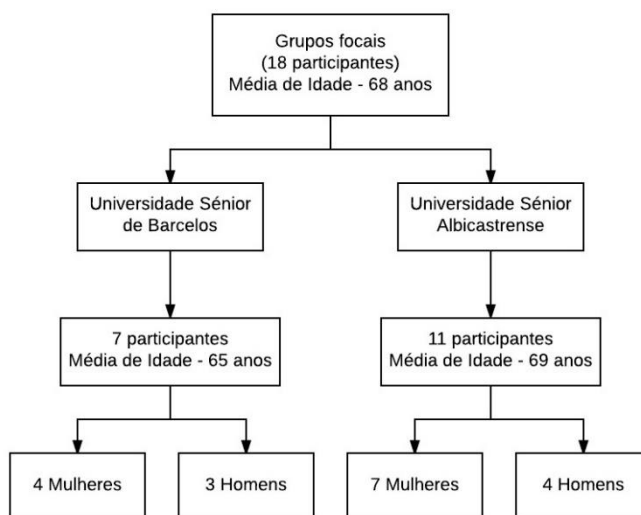 Grupos focais
(18 participantes)
Média de Idade - 68 anos
Universidade Sénior
de Barcelos
Universidade Sénior
Albicastrense
7 participantes
Média de Idade - 65 anos
11 participantes
Média de Idade - 69 anos
4 Mulheres
3 Homens
7 Mulheres
4 Homens